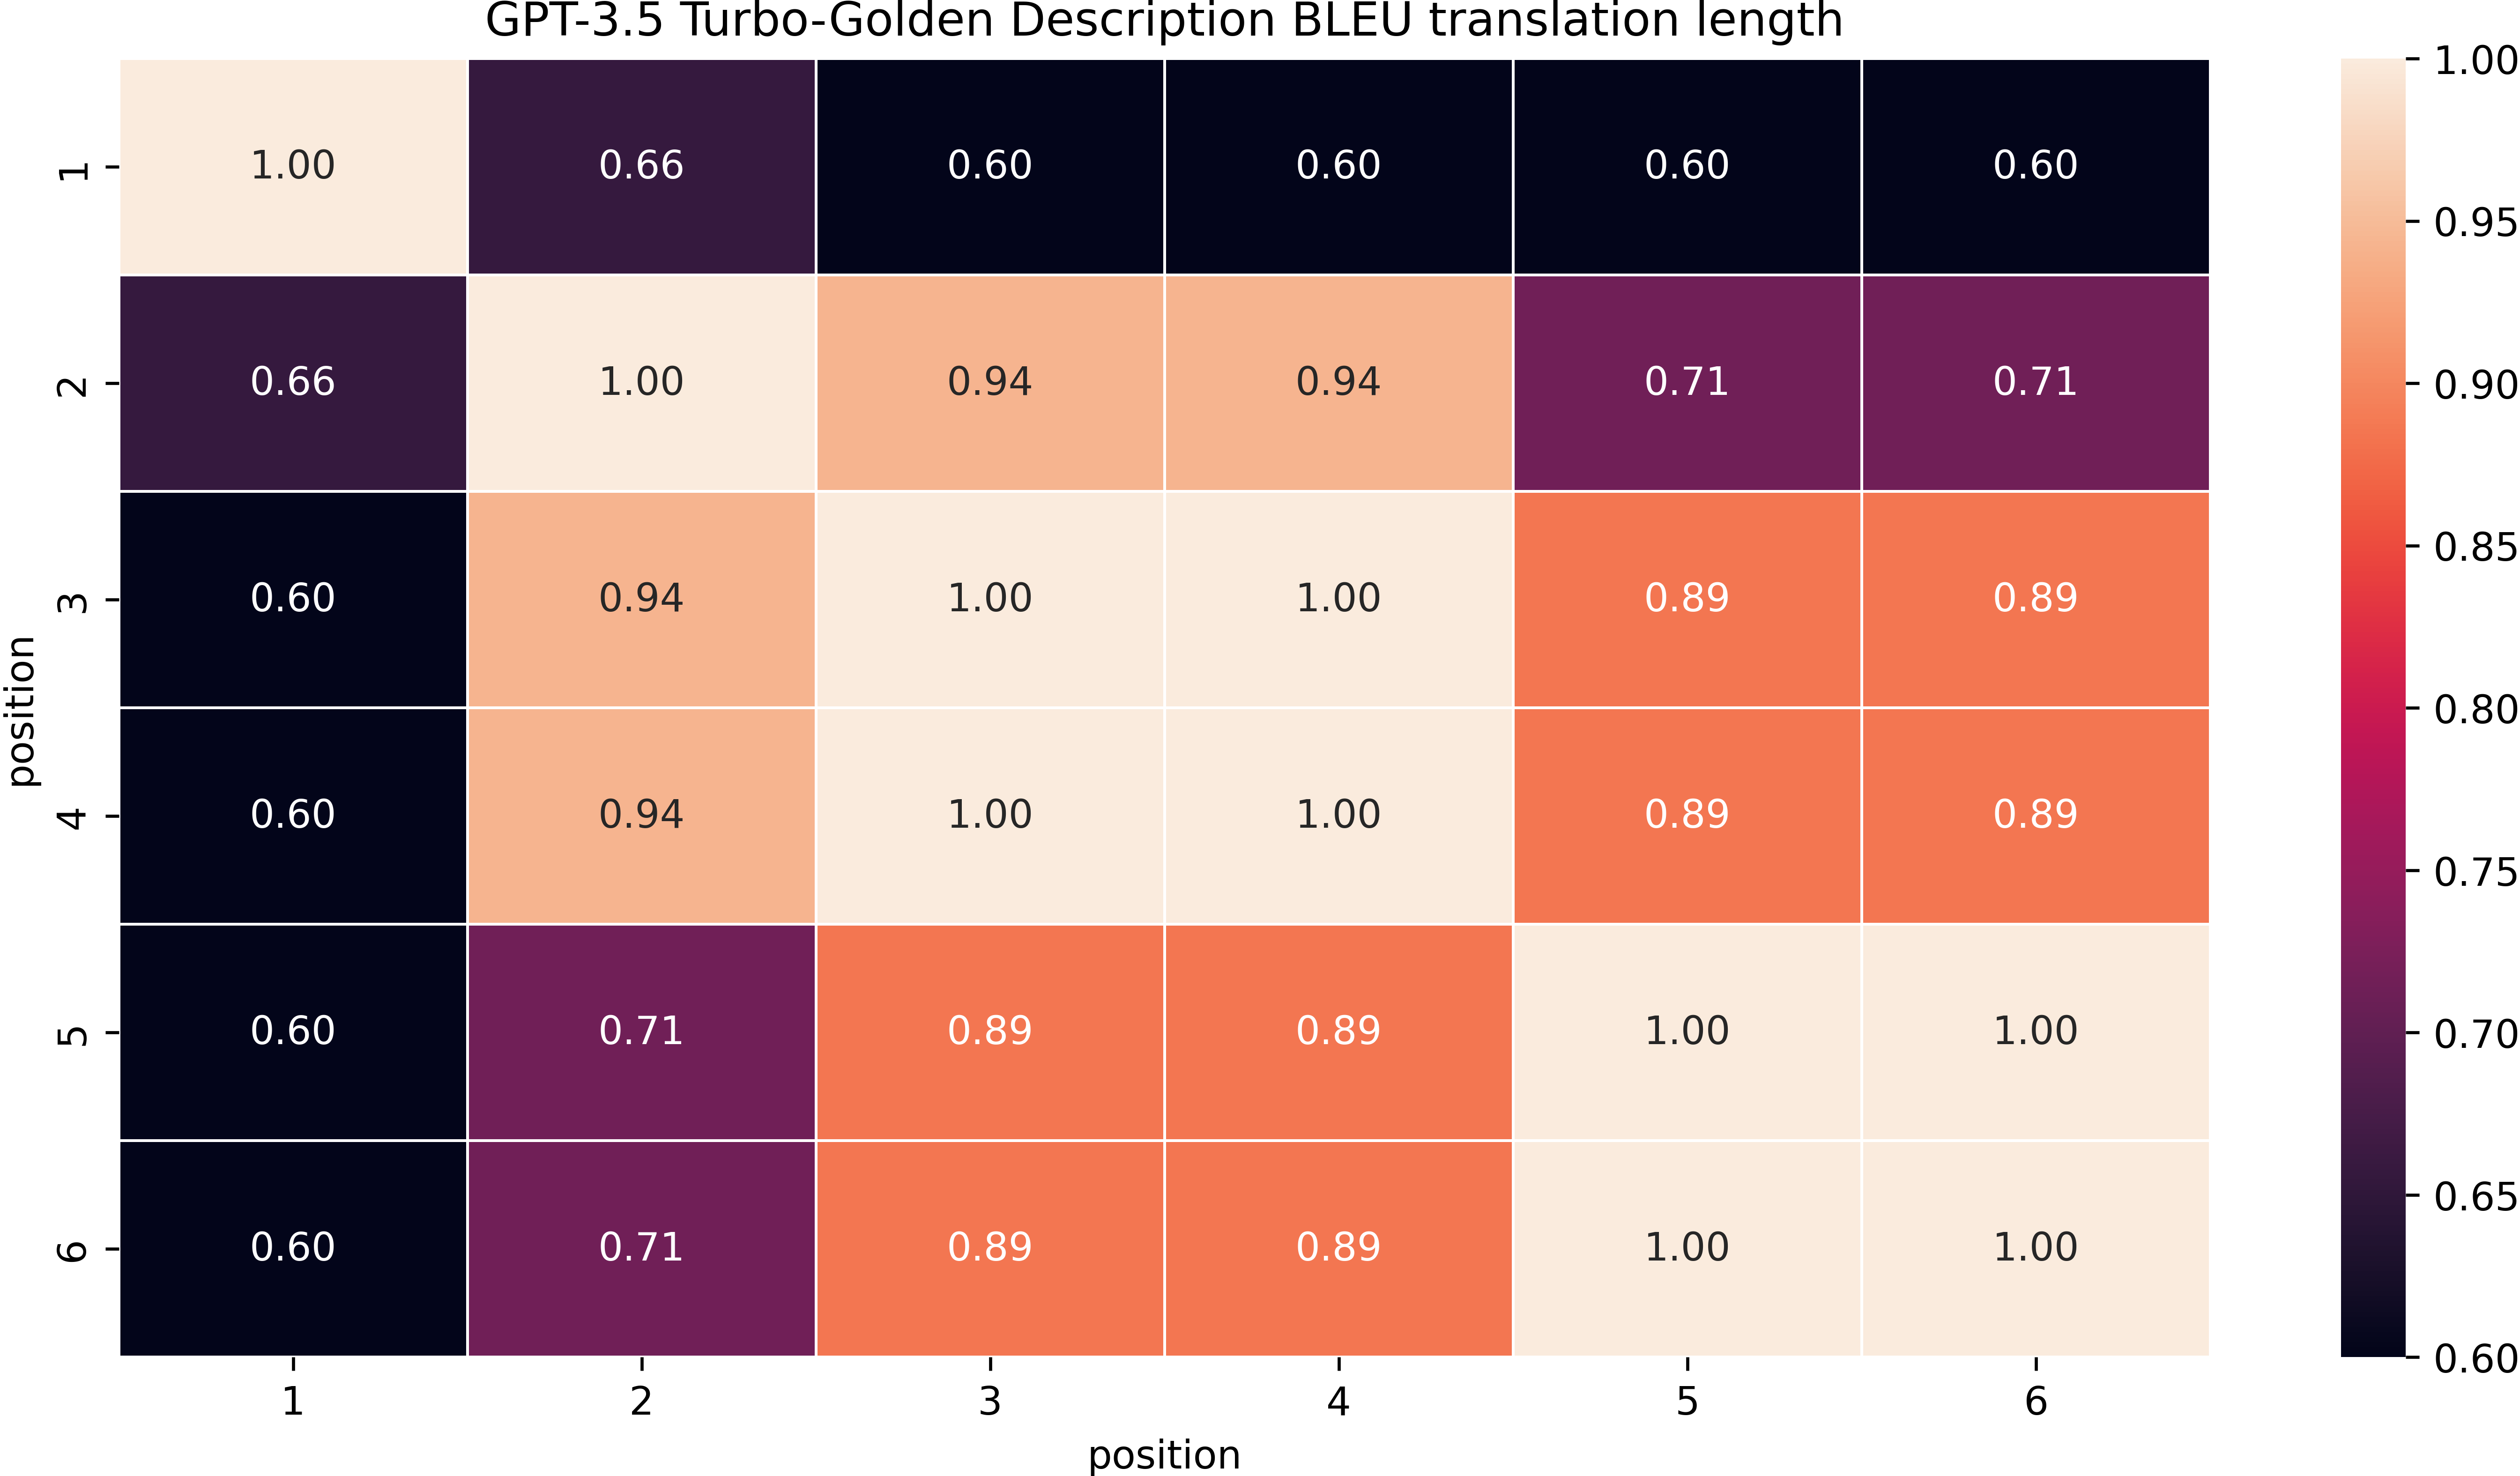 GPT-3.5 Turbo-Golden Description BLEU translation length
1 1.00 0.66 0.60 0.60 0.60 0.60
2 0.66 1.00 0.94 0.94 0.71 0.71
3 0.60 0.94 1.00 1.00 0.89 0.89
4 0.60 0.94 1.00 1.00 0.89 0.89
5 0.60 0.71 0.89 0.89 1.00 1.00
6 0.60 0.71 0.89 0.89 1.00 1.00
position
1 2 3 4 5 6
position
1.00
0.95
0.90
0.85
0.80
0.75
0.70
0.65
0.60